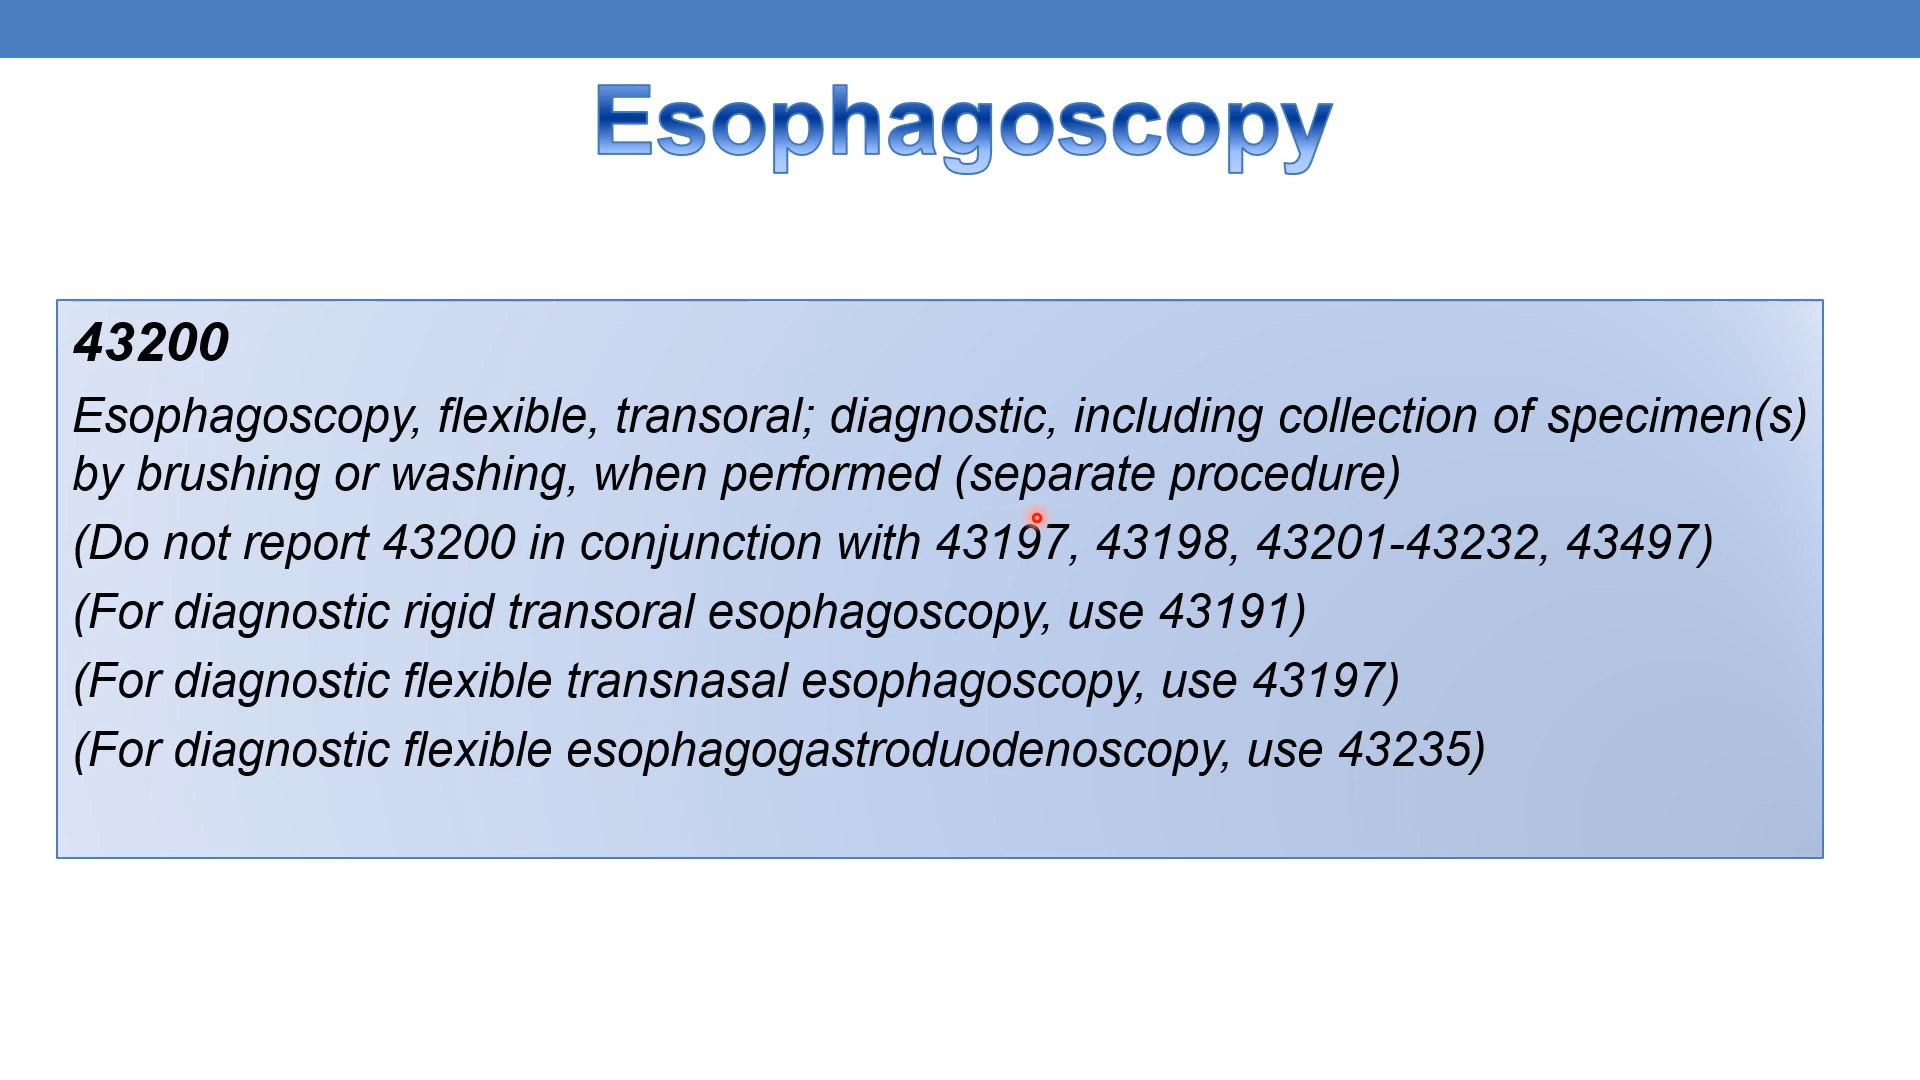 Esophagoscopy
43200
Esophagoscopy, flexible, transoral; diagnostic, including collection of specimen(s)
by brushing or washing, when performed (separate procedure)
(Do not report 43200 in conjunction with 43197, 43198, 43201-43232, 43497)
(For diagnostic rigid transoral esophagoscopy, use 43191)
(For diagnostic flexible transnasal esophagoscopy, use 43197)
(For diagnostic flexible esophagogastroduodenoscopy, use 43235)